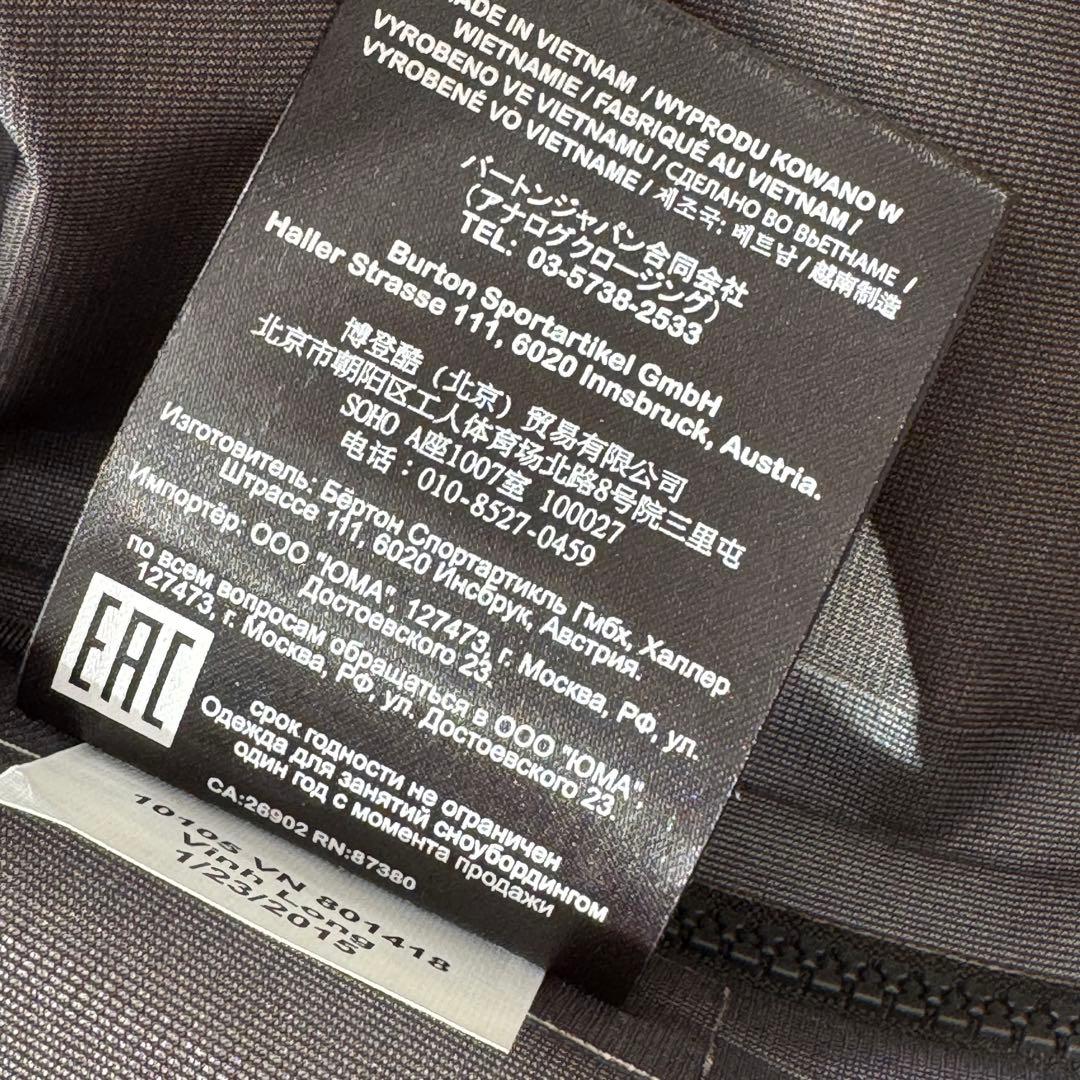 MADE IN VIETNAM / WYPRODU KOWANO W
WIETNAMIE / FABRIQUÉ AU VIETNAM /
VYROBENO VE VIETNAMU / СДЕЛАНО ВО ВЬЕТНАМЕ /
VYROBENÉ VO VIETNAME / 제조국: 베트남 / 越南制造
バートンジャパン合同会社
(アナログクロージング)
TEL: 03-5738-2533
Burton Sportartikel GmbH
Haller Strasse 111, 6020 Innsbruck, Austria.
博登酷（北京）贸易有限公司
北京市朝阳区工人体育场北路8号院三里屯
SOHO A座1007室 100027
电话：010-8527-0459
Изготовитель: Бёртон Спортартикль Гмбх, Халлер
Штрассе 111, 6020 Инсбрук, Австрия.
Импортёр: ООО "ЮМА", 127473, г. Москва, РФ, ул.
Достоевского 23.
по всем вопросам обращаться в ООО "ЮМА",
127473, г. Москва, РФ, ул. Достоевского 23.
EAC
срок годности не ограничен
Одежда для занятий сноубордингом
один год с момента продажи
CA:26902 RN:87380
10105 VN 801418
Vinh Long
1/23/2015